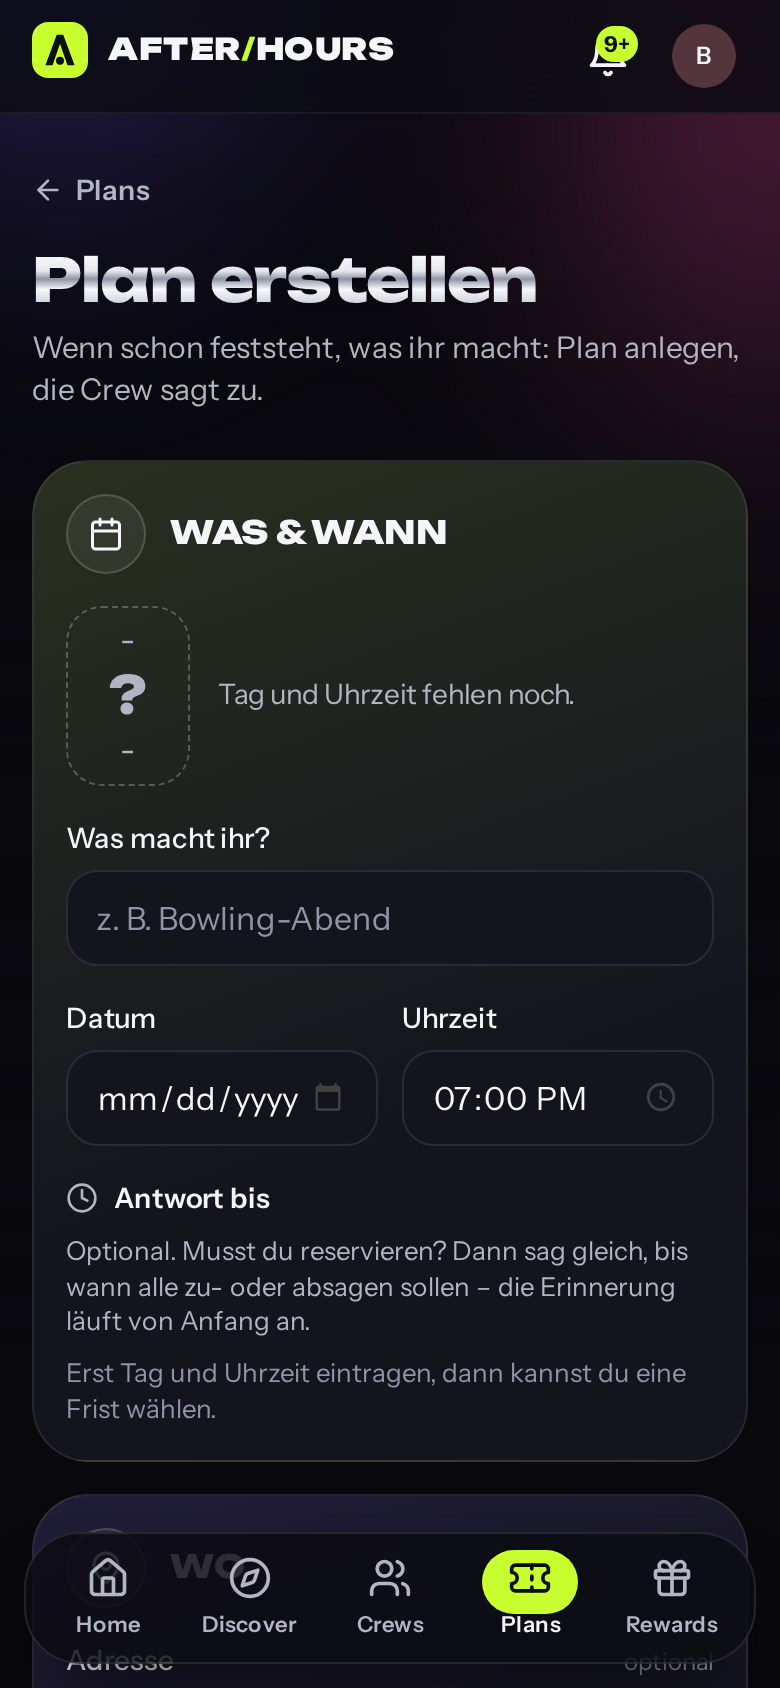 AFTER/HOURS
9+
B
Plans
Plan erstellen
Wenn schon feststeht, was ihr macht: Plan anlegen,
die Crew sagt zu.
WAS & WANN
–
?
–
Tag und Uhrzeit fehlen noch.
Was macht ihr?
z. B. Bowling-Abend
Datum
Uhrzeit
mm/dd/yyyy
07:00 PM
Antwort bis
Optional. Musst du reservieren? Dann sag gleich, bis
wann alle zu- oder absagen sollen – die Erinnerung
läuft von Anfang an.
Erst Tag und Uhrzeit eintragen, dann kannst du eine
Frist wählen.
WO
Home
Discover
Crews
Plans
Rewards
Adresse
optional